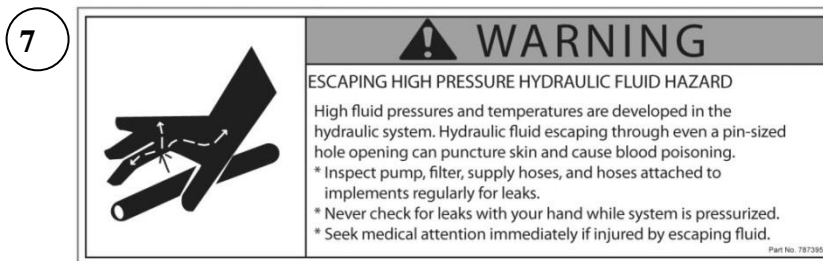 7
WARNING
ESCAPING HIGH PRESSURE HYDRAULIC FLUID HAZARD
High fluid pressures and temperatures are developed in the
hydraulic system. Hydraulic fluid escaping through even a pin-sized
hole opening can puncture skin and cause blood poisoning.
* Inspect pump, filter, supply hoses, and hoses attached to
implements regularly for leaks.
* Never check for leaks with your hand while system is pressurized.
* Seek medical attention immediately if injured by escaping fluid.
Part No. 787395